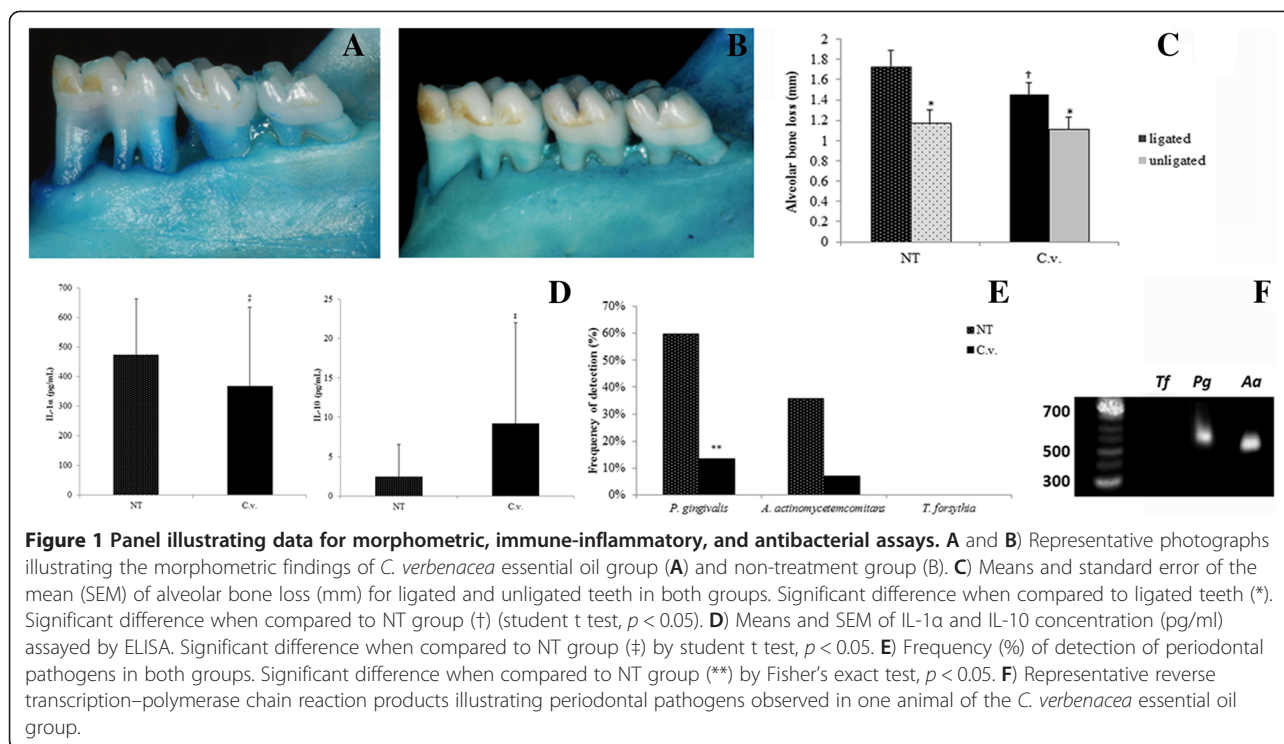 A
B
C
Alveolar bone loss (mm)
2
1.8
1.6
1.4
1.2
1
0.8
0.6
0.4
0.2
0
*
†
*
NT
C.v.
ligated
unligated
D
IL-1α (pg/mL)
700
600
500
400
300
200
100
0
‡
NT
C.v.
IL-10 (pg/mL)
25
20
15
10
5
0
‡
NT
C.v.
E
Frequency of detection (%)
70%
60%
50%
40%
30%
20%
10%
0%
**
P. gingivalis
A. actinomycetemcomitans
T. forsythia
NT
C.v.
F
Tf Pg Aa
700
500
300
Figure 1 Panel illustrating data for morphometric, immune-inflammatory, and antibacterial assays. A and B) Representative photographs
illustrating the morphometric findings of C. verbenacea essential oil group (A) and non-treatment group (B). C) Means and standard error of the
mean (SEM) of alveolar bone loss (mm) for ligated and unligated teeth in both groups. Significant difference when compared to ligated teeth (*).
Significant difference when compared to NT group (†) (student t test, p < 0.05). D) Means and SEM of IL-1α and IL-10 concentration (pg/ml)
assayed by ELISA. Significant difference when compared to NT group (‡) by student t test, p < 0.05. E) Frequency (%) of detection of periodontal
pathogens in both groups. Significant difference when compared to NT group (**) by Fisher's exact test, p < 0.05. F) Representative reverse
transcription–polymerase chain reaction products illustrating periodontal pathogens observed in one animal of the C. verbenacea essential oil
group.